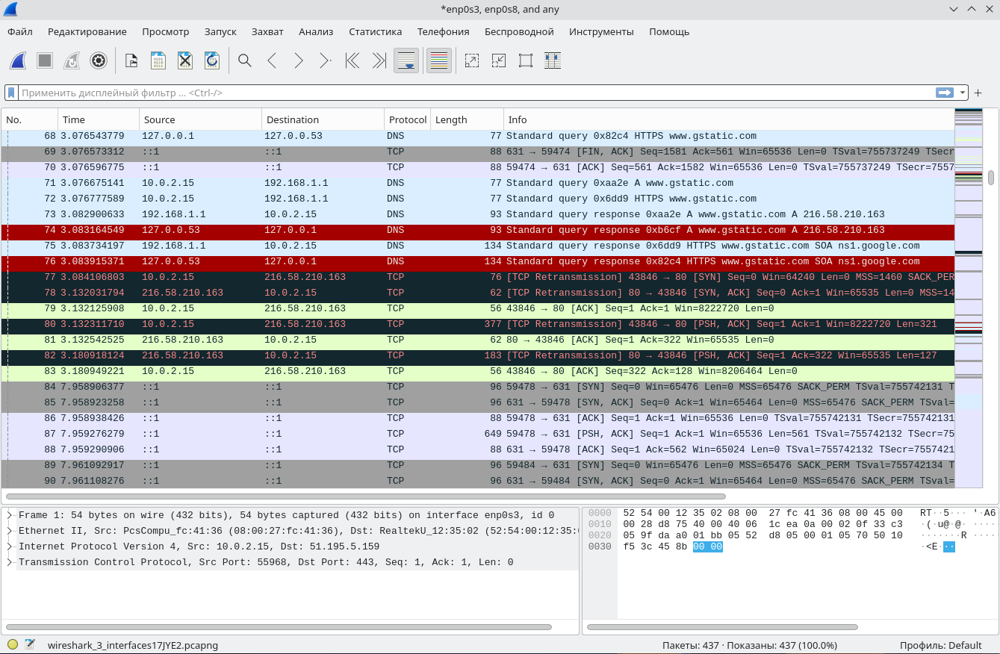 *enp0s3, enp0s8, and any
Файл Редактирование Просмотр Запуск Захват Анализ Статистика Телефония Беспроводной Инструменты Помощь
Применить дисплейный фильтр ... <Ctrl-/>
No. Time Source Destination Protocol Length Info
68 3.076543779 127.0.0.1 127.0.0.53 DNS 77 Standard query 0x82c4 HTTPS www.gstatic.com
69 3.076573312 ::1 ::1 TCP 88 631 → 59474 [FIN, ACK] Seq=1581 Ack=561 Win=65536 Len=0 TSval=755737249 TSecr
70 3.076596775 ::1 ::1 TCP 88 59474 → 631 [ACK] Seq=561 Ack=1582 Win=65536 Len=0 TSval=755737249 TSecr=7557
71 3.076675141 10.0.2.15 192.168.1.1 DNS 77 Standard query 0xaa2e A www.gstatic.com
72 3.076777589 10.0.2.15 192.168.1.1 DNS 77 Standard query 0x6dd9 HTTPS www.gstatic.com
73 3.082900633 192.168.1.1 10.0.2.15 DNS 93 Standard query response 0xaa2e A www.gstatic.com A 216.58.210.163
74 3.083164549 127.0.0.53 127.0.0.1 DNS 93 Standard query response 0xb6cf A www.gstatic.com A 216.58.210.163
75 3.083734197 192.168.1.1 10.0.2.15 DNS 134 Standard query response 0x6dd9 HTTPS www.gstatic.com SOA ns1.google.com
76 3.083915371 127.0.0.53 127.0.0.1 DNS 134 Standard query response 0x82c4 HTTPS www.gstatic.com SOA ns1.google.com
77 3.084106803 10.0.2.15 216.58.210.163 TCP 76 [TCP Retransmission] 43846 → 80 [SYN] Seq=0 Win=64240 Len=0 MSS=1460 SACK_PER
78 3.132031794 216.58.210.163 10.0.2.15 TCP 62 [TCP Retransmission] 80 → 43846 [SYN, ACK] Seq=0 Ack=1 Win=65535 Len=0 MSS=14
79 3.132125908 10.0.2.15 216.58.210.163 TCP 56 43846 → 80 [ACK] Seq=1 Ack=1 Win=8222720 Len=0
80 3.132311710 10.0.2.15 216.58.210.163 TCP 377 [TCP Retransmission] 43846 → 80 [PSH, ACK] Seq=1 Ack=1 Win=8222720 Len=321
81 3.132542525 216.58.210.163 10.0.2.15 TCP 62 80 → 43846 [ACK] Seq=1 Ack=322 Win=65535 Len=0
82 3.180918124 216.58.210.163 10.0.2.15 TCP 183 [TCP Retransmission] 80 → 43846 [PSH, ACK] Seq=1 Ack=322 Win=65535 Len=127
83 3.180949221 10.0.2.15 216.58.210.163 TCP 56 43846 → 80 [ACK] Seq=322 Ack=128 Win=8206464 Len=0
84 7.958906377 ::1 ::1 TCP 96 59478 → 631 [SYN] Seq=0 Win=65476 Len=0 MSS=65476 SACK_PERM TSval=755742131 T
85 7.958923258 ::1 ::1 TCP 96 631 → 59478 [SYN, ACK] Seq=0 Ack=1 Win=65464 Len=0 MSS=65476 SACK_PERM TSval=
86 7.958938426 ::1 ::1 TCP 88 59478 → 631 [ACK] Seq=1 Ack=1 Win=65536 Len=0 TSval=755742131 TSecr=755742131
87 7.959276279 ::1 ::1 TCP 649 59478 → 631 [PSH, ACK] Seq=1 Ack=1 Win=65536 Len=561 TSval=755742132 TSecr=75
88 7.959290906 ::1 ::1 TCP 88 631 → 59478 [ACK] Seq=1 Ack=562 Win=65024 Len=0 TSval=755742132 TSecr=7557421
89 7.961092917 ::1 ::1 TCP 96 59484 → 631 [SYN] Seq=0 Win=65476 Len=0 MSS=65476 SACK_PERM TSval=755742134 T
90 7.961108276 ::1 ::1 TCP 96 631 → 59484 [SYN, ACK] Seq=0 Ack=1 Win=65464 Len=0 MSS=65476 SACK_PERM TSval=
Frame 1: 54 bytes on wire (432 bits), 54 bytes captured (432 bits) on interface enp0s3, id 0
Ethernet II, Src: PcsCompu_fc:41:36 (08:00:27:fc:41:36), Dst: RealtekU_12:35:02 (52:54:00:12:35:
Internet Protocol Version 4, Src: 10.0.2.15, Dst: 51.195.5.159
Transmission Control Protocol, Src Port: 55968, Dst Port: 443, Seq: 1, Ack: 1, Len: 0
0000 52 54 00 12 35 02 08 00 27 fc 41 36 08 00 45 00 RT··5··· '·A6
0010 00 28 d8 75 40 00 40 06 1c ea 0a 00 02 0f 33 c3 ·(·u@·@· ·····
0020 05 9f da a0 01 bb 05 52 d8 05 00 01 05 70 50 10 ·······R ·····
0030 f5 3c 45 8b 00 00 ·<E···
wireshark_3_interfaces17JYE2.pcapng Пакеты: 437 · Показаны: 437 (100.0%) Профиль: Default